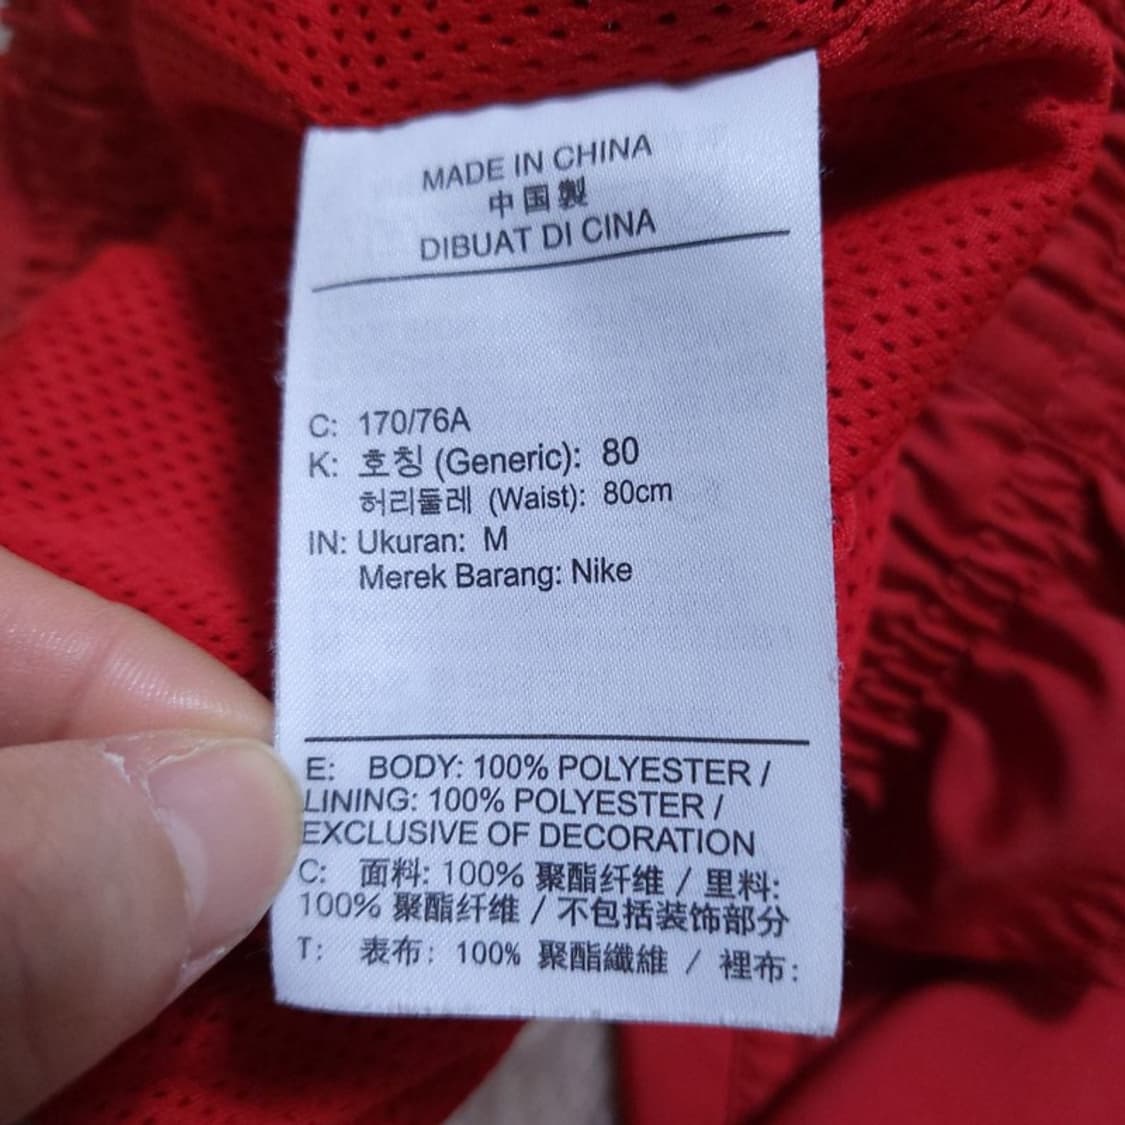 MADE IN CHINA
中国製
DIBUAT DI CINA
C: 170/76A
K: 호칭 (Generic): 80
허리둘레 (Waist): 80cm
IN: Ukuran: M
Merek Barang: Nike
E: BODY: 100% POLYESTER /
LINING: 100% POLYESTER /
EXCLUSIVE OF DECORATION
C: 面料: 100% 聚酯纤维 / 里料:
100% 聚酯纤维 / 不包括装饰部分
T: 表布: 100% 聚酯纖維 / 裡布: